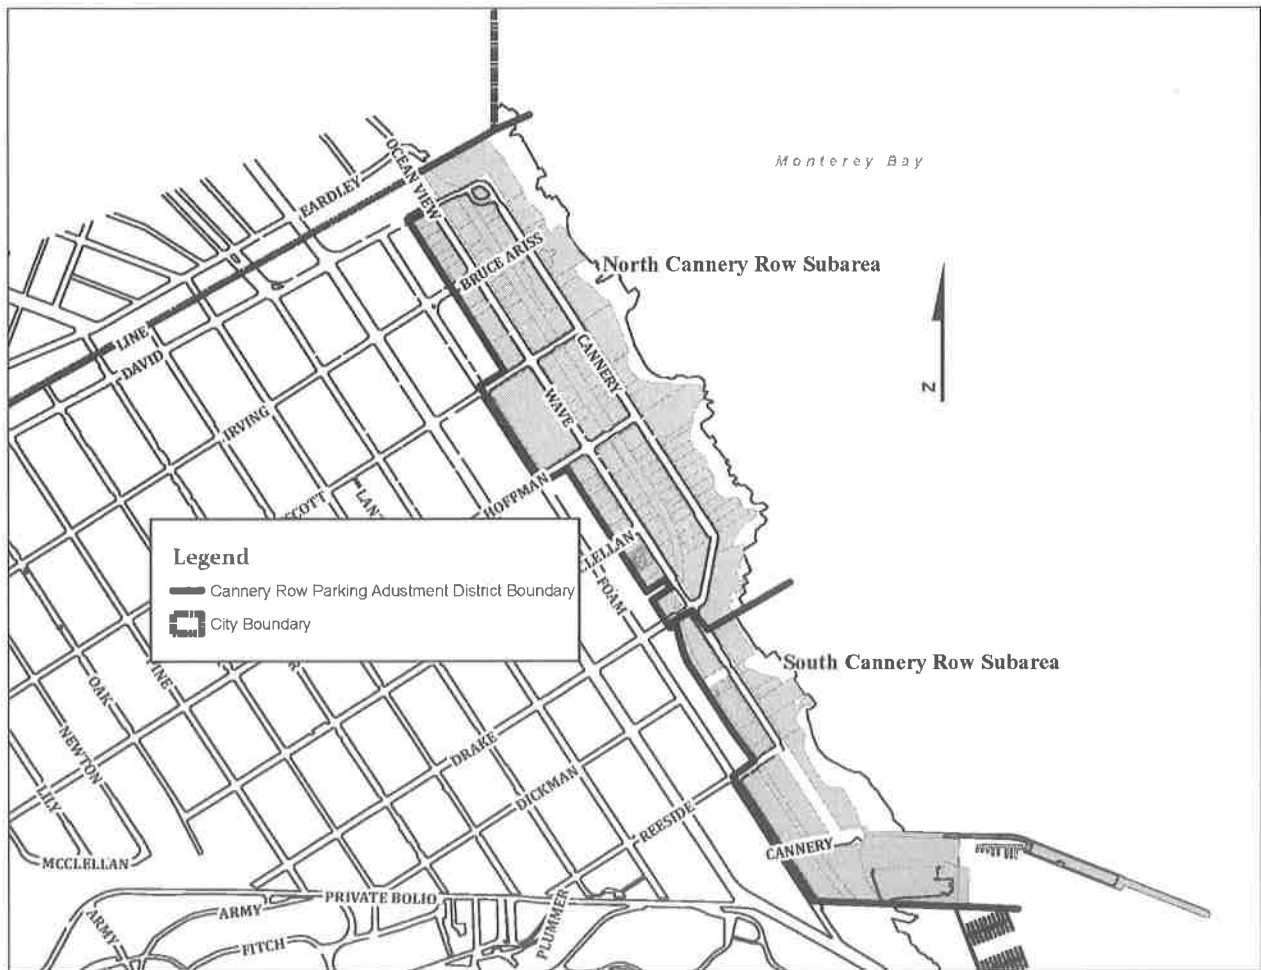 Monterey Bay
OCEAN VIEW
EARDLEY
BRUCE ARISS
North Cannery Row Subarea
LINE
DAVID
CANNERY
N
WAVE
IRVING
HOFFMAN
Legend
Cannery Row Parking Adustment District Boundary
City Boundary
FOAM
South Cannery Row Subarea
OAK
NEWTON
DRAKE
LILY
DICKMAN
REESIDE
CANNERY
MCCLELLAN
PRIVATE BOLIO
ARMY
ARMY
FITCH
PLUMMER